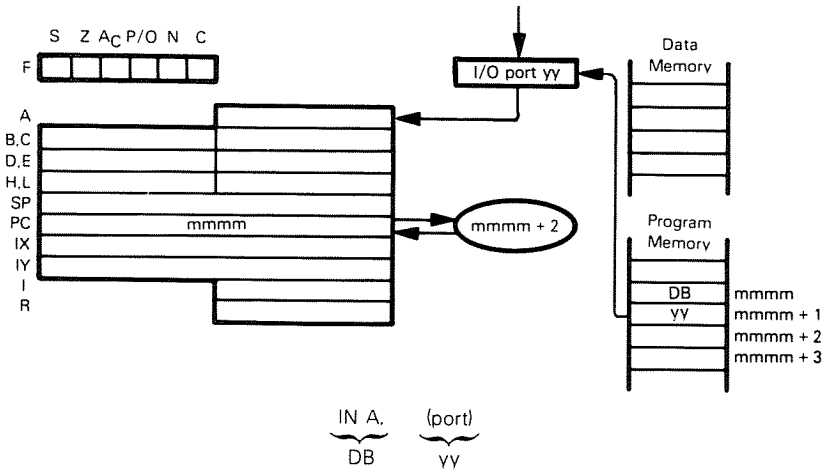 S Z AC P/O N C
F
I/O port yy
Data
Memory
A
B,C
D,E
H,L
SP
PC mmmm
mmmm + 2
IX
IY
I
R
Program
Memory
DB mmmm
yy mmmm + 1
mmmm + 2
mmmm + 3
IN A, (port)
DB yy